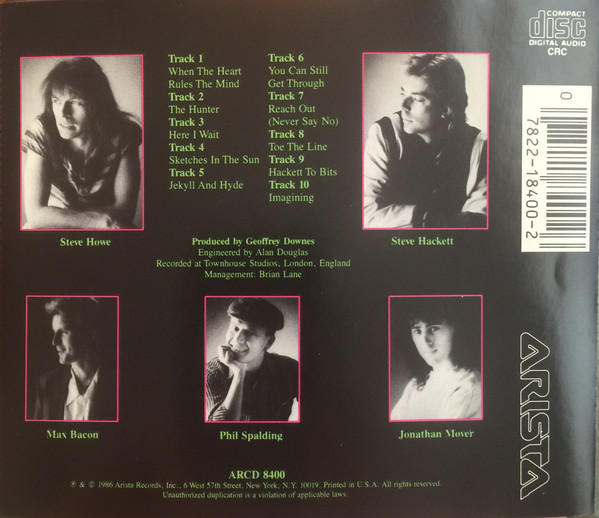 COMPACT
disc
DIGITAL AUDIO
CRC
Track 1
When The Heart
Rules The Mind
Track 2
The Hunter
Track 3
Here I Wait
Track 4
Sketches In The Sun
Track 5
Jekyll And Hyde
Track 6
You Can Still
Get Through
Track 7
Reach Out
(Never Say No)
Track 8
Toe The Line
Track 9
Hackett To Bits
Track 10
Imagining
0
7822-18400-2
Steve Howe
Steve Hackett
Produced by Geoffrey Downes
Engineered by Alan Douglas
Recorded at Townhouse Studios, London, England
Management: Brian Lane
Max Bacon
Phil Spalding
Jonathan Mover
ARISTA
ARCD 8400
℗ & © 1986 Arista Records, Inc., 6 West 57th Street, New York, N.Y. 10019. Printed in U.S.A. All rights reserved.
Unauthorized duplication is a violation of applicable laws.